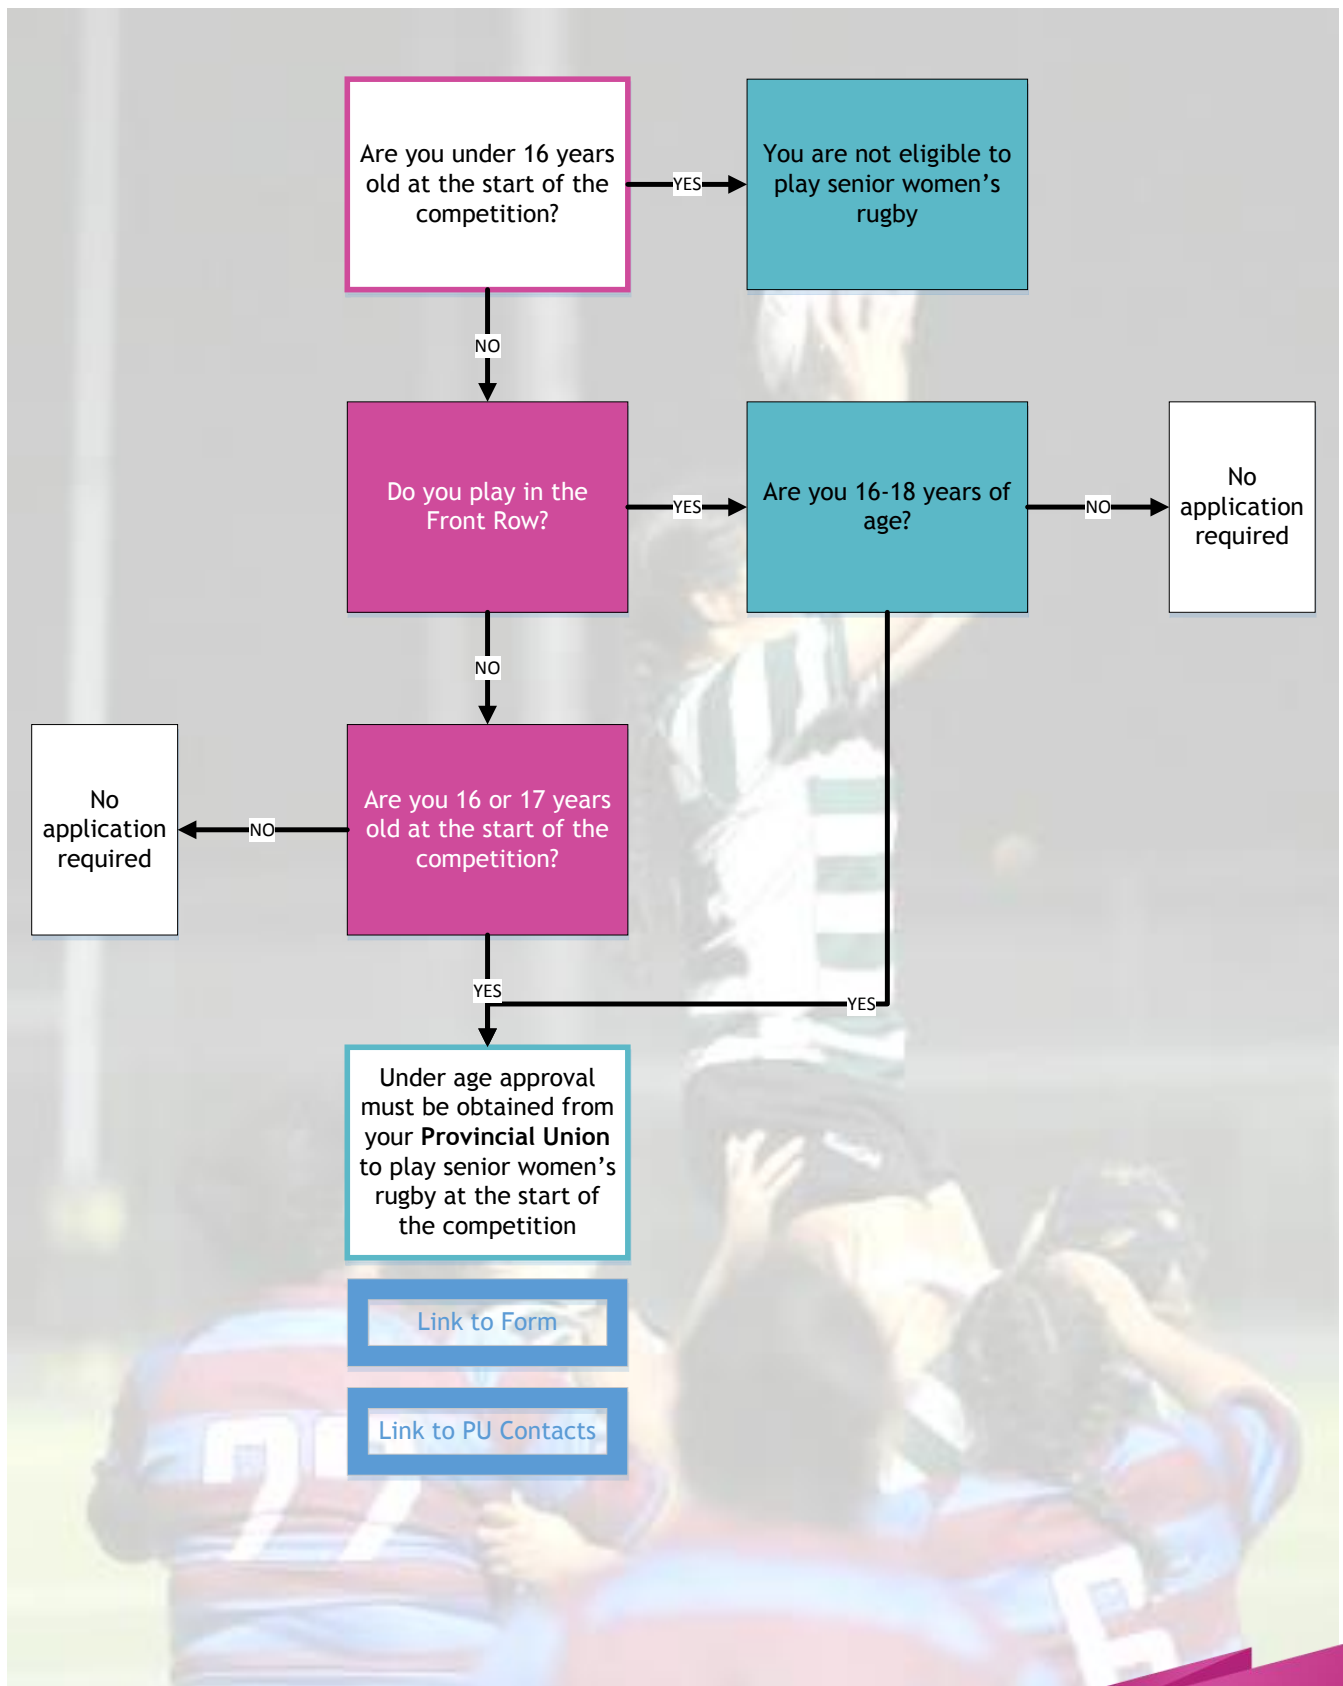 Are you under 16 years
old at the start of the
competition?
YES
You are not eligible to
play senior women's
rugby
NO
Do you play in the
Front Row?
YES
Are you 16-18 years of
age?
NO
No
application
required
NO
Are you 16 or 17 years
old at the start of the
competition?
NO
No
application
required
YES
YES
Under age approval
must be obtained from
your Provincial Union
to play senior women's
rugby at the start of
the competition
Link to Form
Link to PU Contacts
22
6